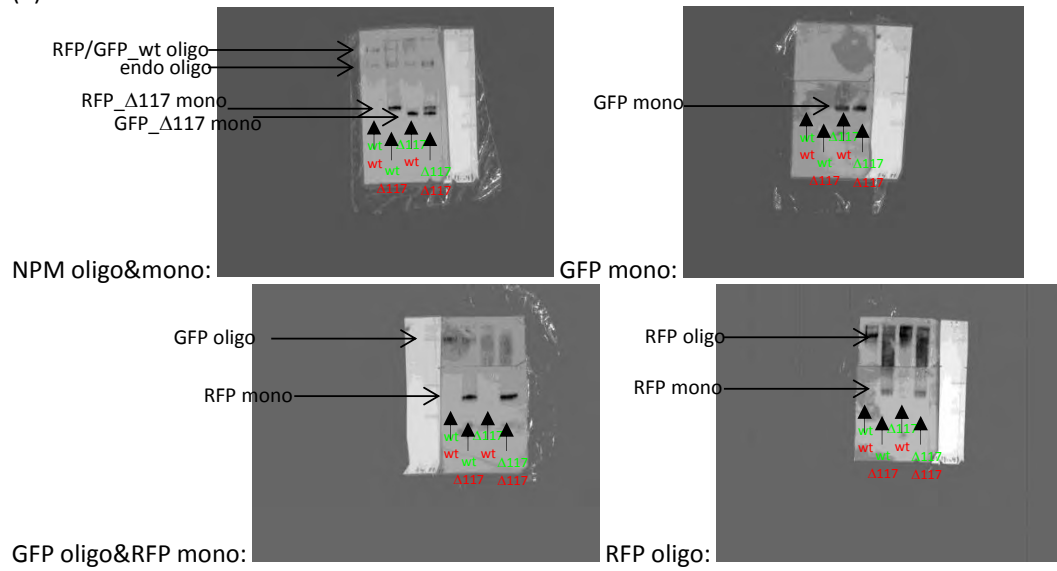 RFP/GFP_wt oligo
endo oligo
RFP_Δ117 mono
GFP_Δ117 mono
wt Δ117
wt wt
wt Δ117
Δ117 Δ117
NPM oligo&mono:
GFP mono
wt Δ117
wt wt
wt Δ117
Δ117 Δ117
GFP mono:
GFP oligo
RFP mono
wt Δ117
wt wt
wt Δ117
Δ117 Δ117
GFP oligo&RFP mono:
RFP oligo
RFP mono
wt Δ117
wt wt
wt Δ117
Δ117 Δ117
RFP oligo: